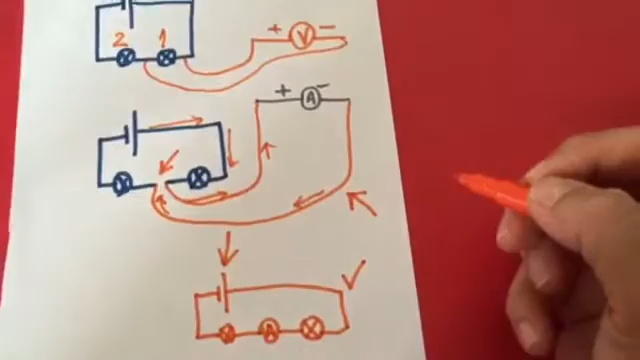 2 1 + V -
+ A -
A